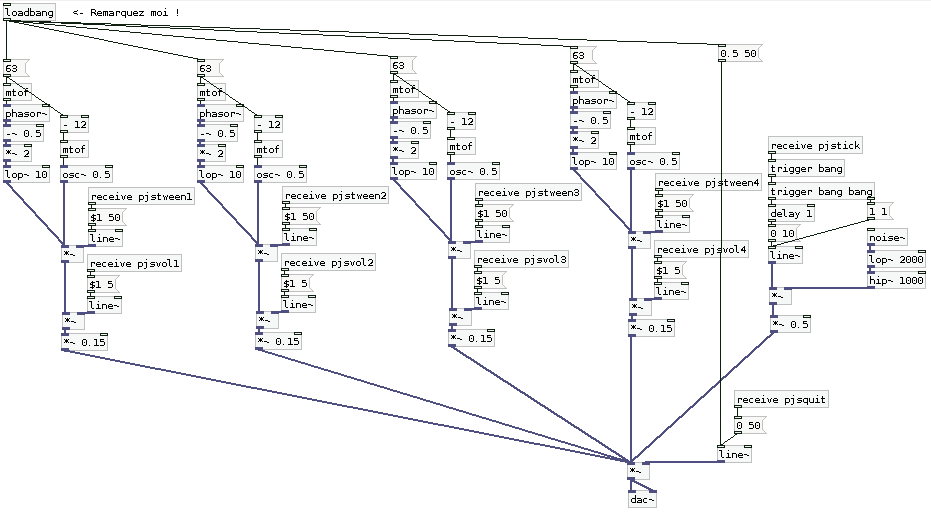 loadbang
<- Remarquez moi !
63
mtof
phasor~
-~ 0.5
*~ 2
lop~ 10
- 12
mtof
osc~ 0.5
receive pjstween1
$1 50
line~
*~
receive pjsvol1
$1 5
line~
*~
*~ 0.15
63
mtof
phasor~
-~ 0.5
*~ 2
lop~ 10
- 12
mtof
osc~ 0.5
receive pjstween2
$1 50
line~
*~
receive pjsvol2
$1 5
line~
*~
*~ 0.15
63
mtof
phasor~
-~ 0.5
*~ 2
lop~ 10
- 12
mtof
osc~ 0.5
receive pjstween3
$1 50
line~
*~
receive pjsvol3
$1 5
line~
*~
*~ 0.15
63
mtof
phasor~
-~ 0.5
*~ 2
lop~ 10
- 12
mtof
osc~ 0.5
receive pjstween4
$1 50
line~
*~
receive pjsvol4
$1 5
line~
*~
*~ 0.15
0.5 50
receive pjstick
trigger bang
trigger bang bang
delay 1
0 10
line~
1 1
noise~
lop~ 2000
hip~ 1000
*~
*~ 0.5
receive pjsquit
0 50
line~
*~
dac~